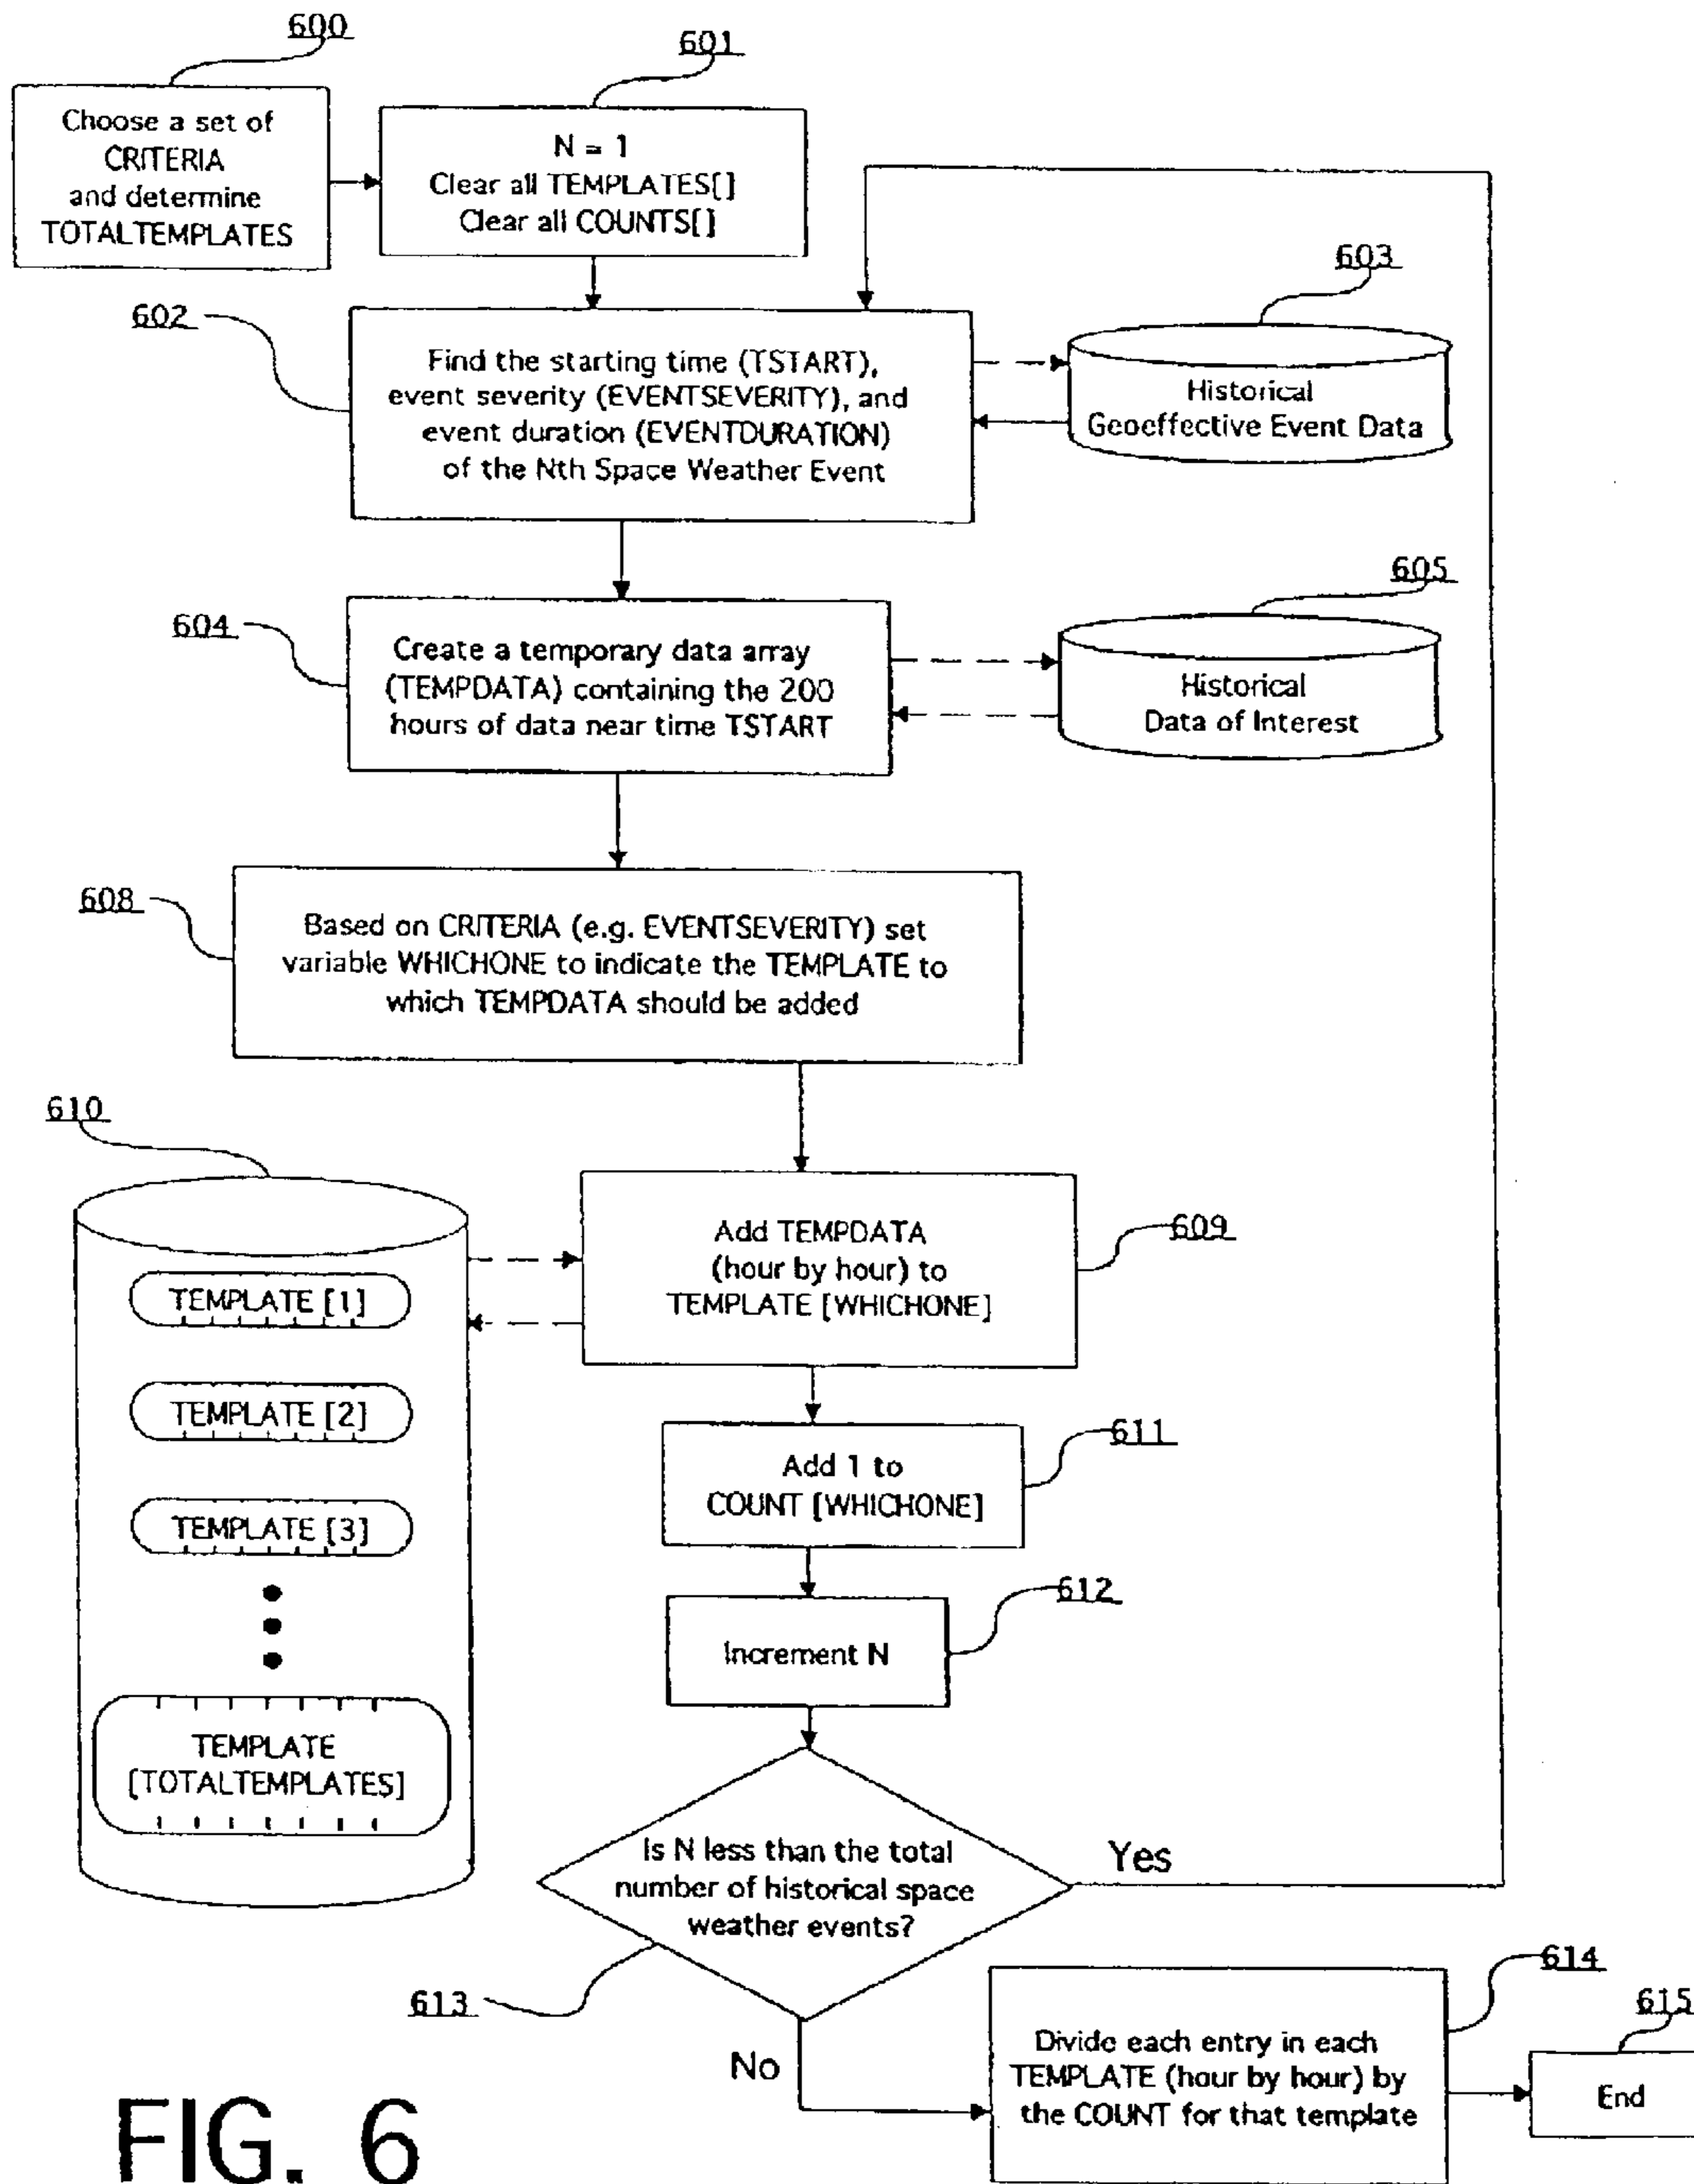 600
Choose a set of
CRITERIA
and determine
TOTALTEMPLATES
601
N = 1
Clear all TEMPLATES[]
Clear all COUNTS[]
602
Find the starting time (TSTART),
event severity (EVENTSEVERITY), and
event duration (EVENTDURATION)
of the Nth Space Weather Event
603
Historical
Geoeffective Event Data
604
Create a temporary data array
(TEMPDATA) containing the 200
hours of data near time TSTART
605
Historical
Data of Interest
608
Based on CRITERIA (e.g. EVENTSEVERITY) set
variable WHICHONE to indicate the TEMPLATE to
which TEMPDATA should be added
610
TEMPLATE [1]
TEMPLATE [2]
TEMPLATE [3]
TEMPLATE
[TOTALTEMPLATES]
609
Add TEMPDATA
(hour by hour) to
TEMPLATE [WHICHONE]
611
Add 1 to
COUNT [WHICHONE]
612
Increment N
Is N less than the total
number of historical space
weather events?
Yes
613
No
614
Divide each entry in each
TEMPLATE (hour by hour) by
the COUNT for that template
615
End
FIG. 6